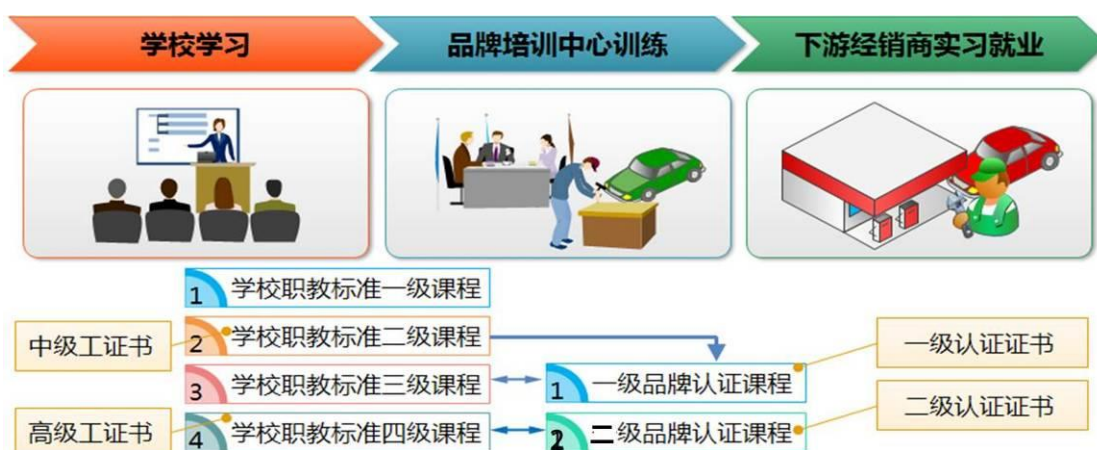 学校学习
品牌培训中心训练
下游经销商实习就业
1 学校职教标准一级课程
中级工证书
2 学校职教标准二级课程
一级认证证书
3 学校职教标准三级课程
1 一级品牌认证课程
二级认证证书
高级工证书
4 学校职教标准四级课程
2 二级品牌认证课程